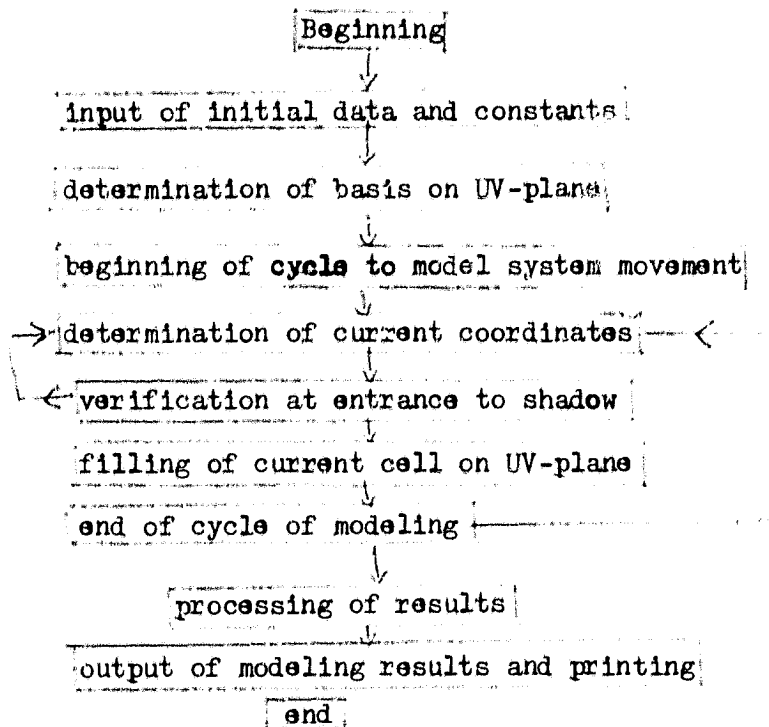 Beginning
input of initial data and constants
determination of basis on UV-plane
beginning of cycle to model system movement
determination of current coordinates
verification at entrance to shadow
filling of current cell on UV-plane
end of cycle of modeling
processing of results
output of modeling results and printing
end